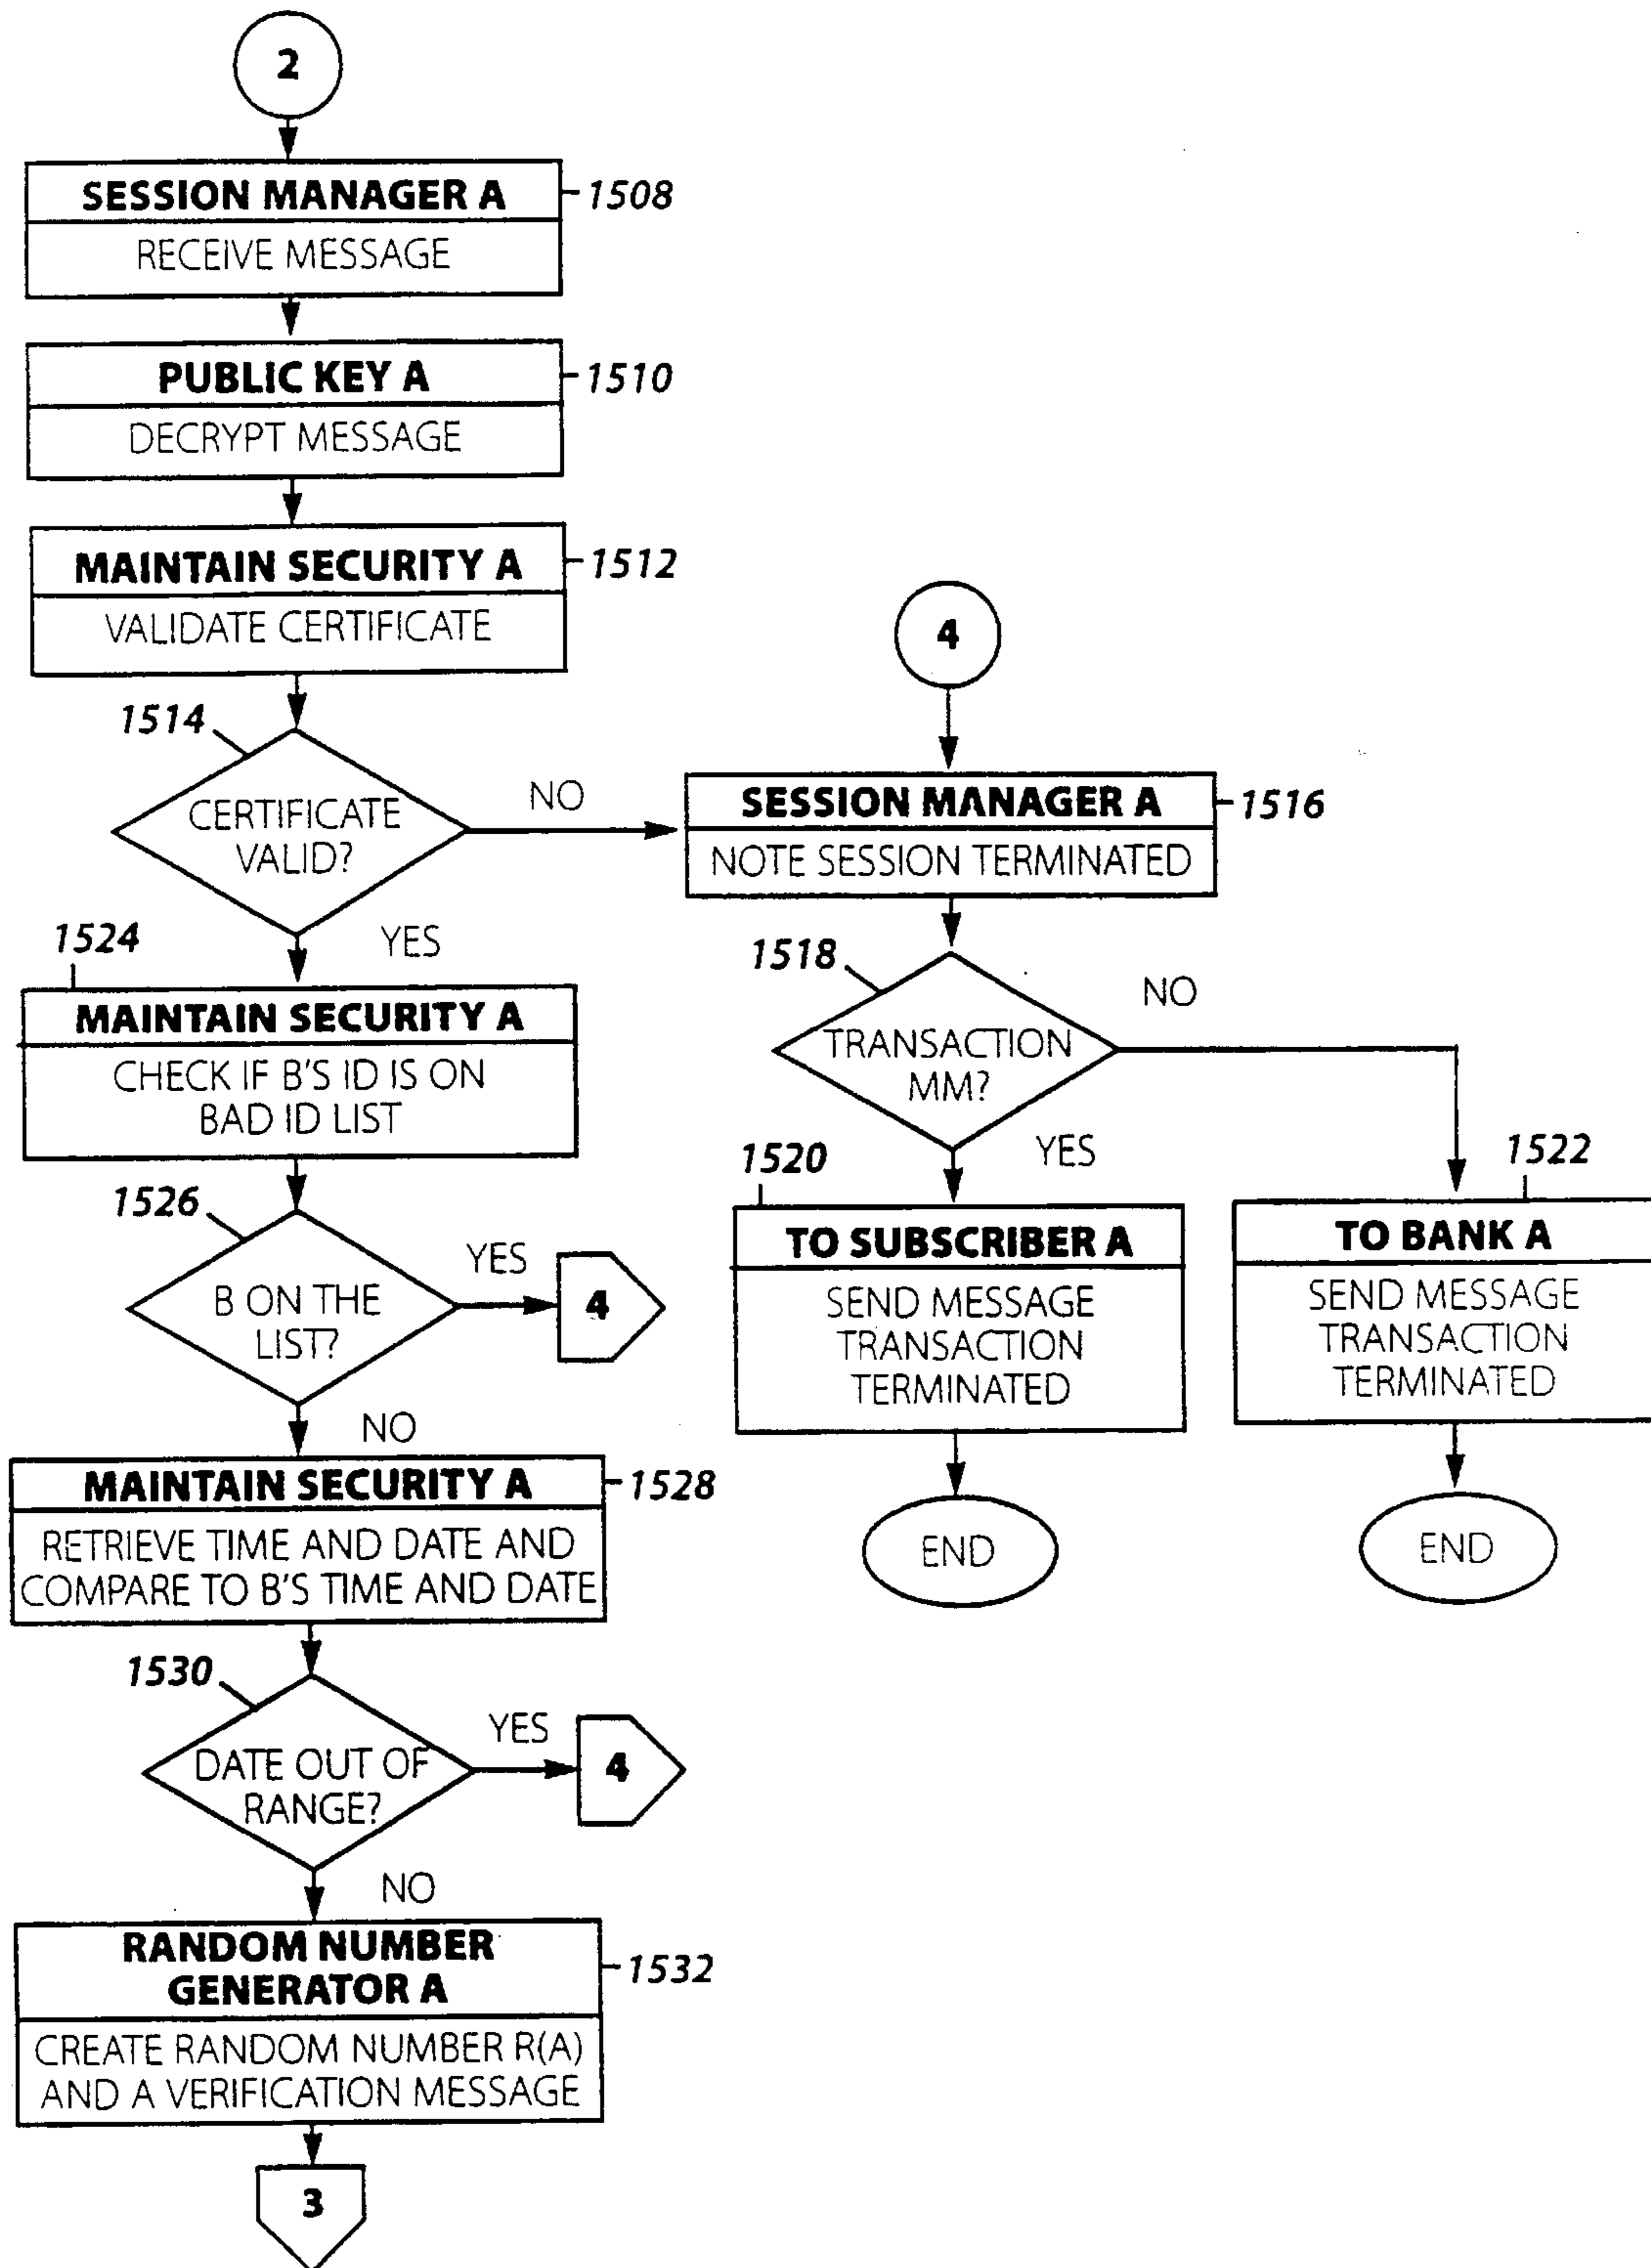 2
SESSION MANAGER A
1508
RECEIVE MESSAGE
PUBLIC KEY A
1510
DECRYPT MESSAGE
MAINTAIN SECURITY A
1512
VALIDATE CERTIFICATE
1514
CERTIFICATE
VALID?
NO
YES
4
SESSION MANAGER A
1516
NOTE SESSION TERMINATED
1518
TRANSACTION
MM?
NO
YES
1520
TO SUBSCRIBER A
SEND MESSAGE
TRANSACTION
TERMINATED
END
1522
TO BANK A
SEND MESSAGE
TRANSACTION
TERMINATED
END
1524
MAINTAIN SECURITY A
CHECK IF B'S ID IS ON
BAD ID LIST
1526
B ON THE
LIST?
YES
4
NO
MAINTAIN SECURITY A
1528
RETRIEVE TIME AND DATE AND
COMPARE TO B'S TIME AND DATE
1530
DATE OUT OF
RANGE?
YES
4
NO
RANDOM NUMBER
GENERATOR A
1532
CREATE RANDOM NUMBER R(A)
AND A VERIFICATION MESSAGE
3